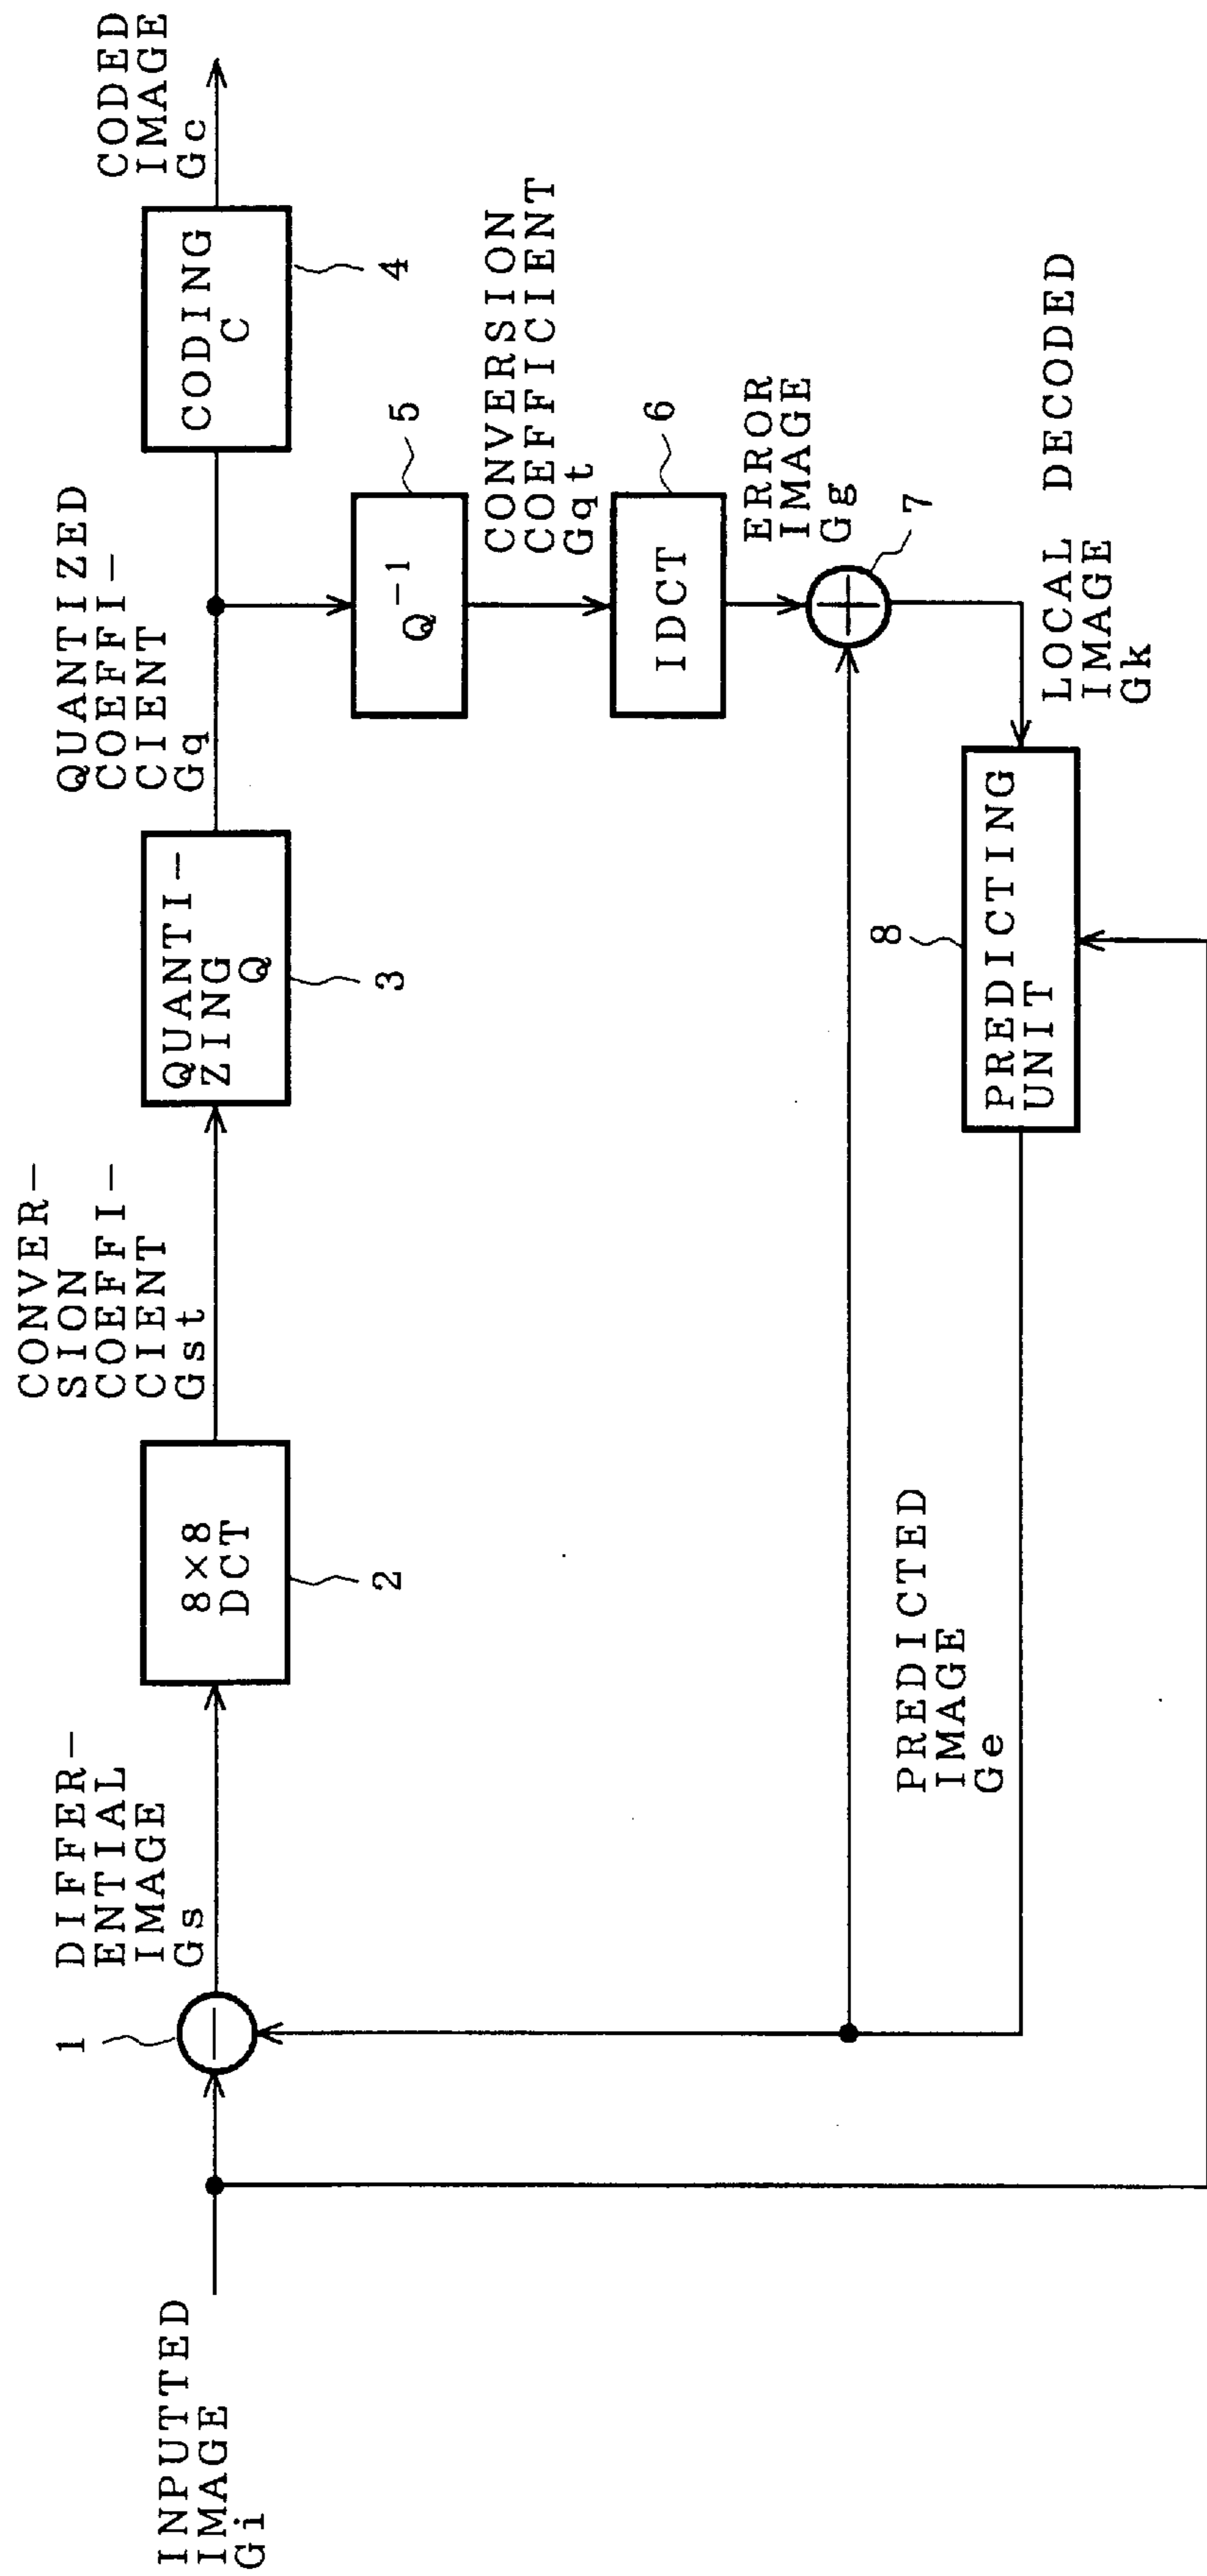 INPUTTED
IMAGE
Gi
1
DIFFER-
ENTIAL
IMAGE
Gs
8×8
DCT
2
CONVER-
SION
COEFFI-
CIENT
Gst
QUANTI-
ZING
Q
3
QUANTIZED
COEFFI-
CIENT
Gq
CODING
C
4
CODED
IMAGE
Gc
Q⁻¹
5
CONVERSION
COEFFICIENT
Gqt
IDCT
6
ERROR
IMAGE
Gg
7
LOCAL DECODED
IMAGE
Gk
PREDICTING
UNIT
8
PREDICTED
IMAGE
Ge